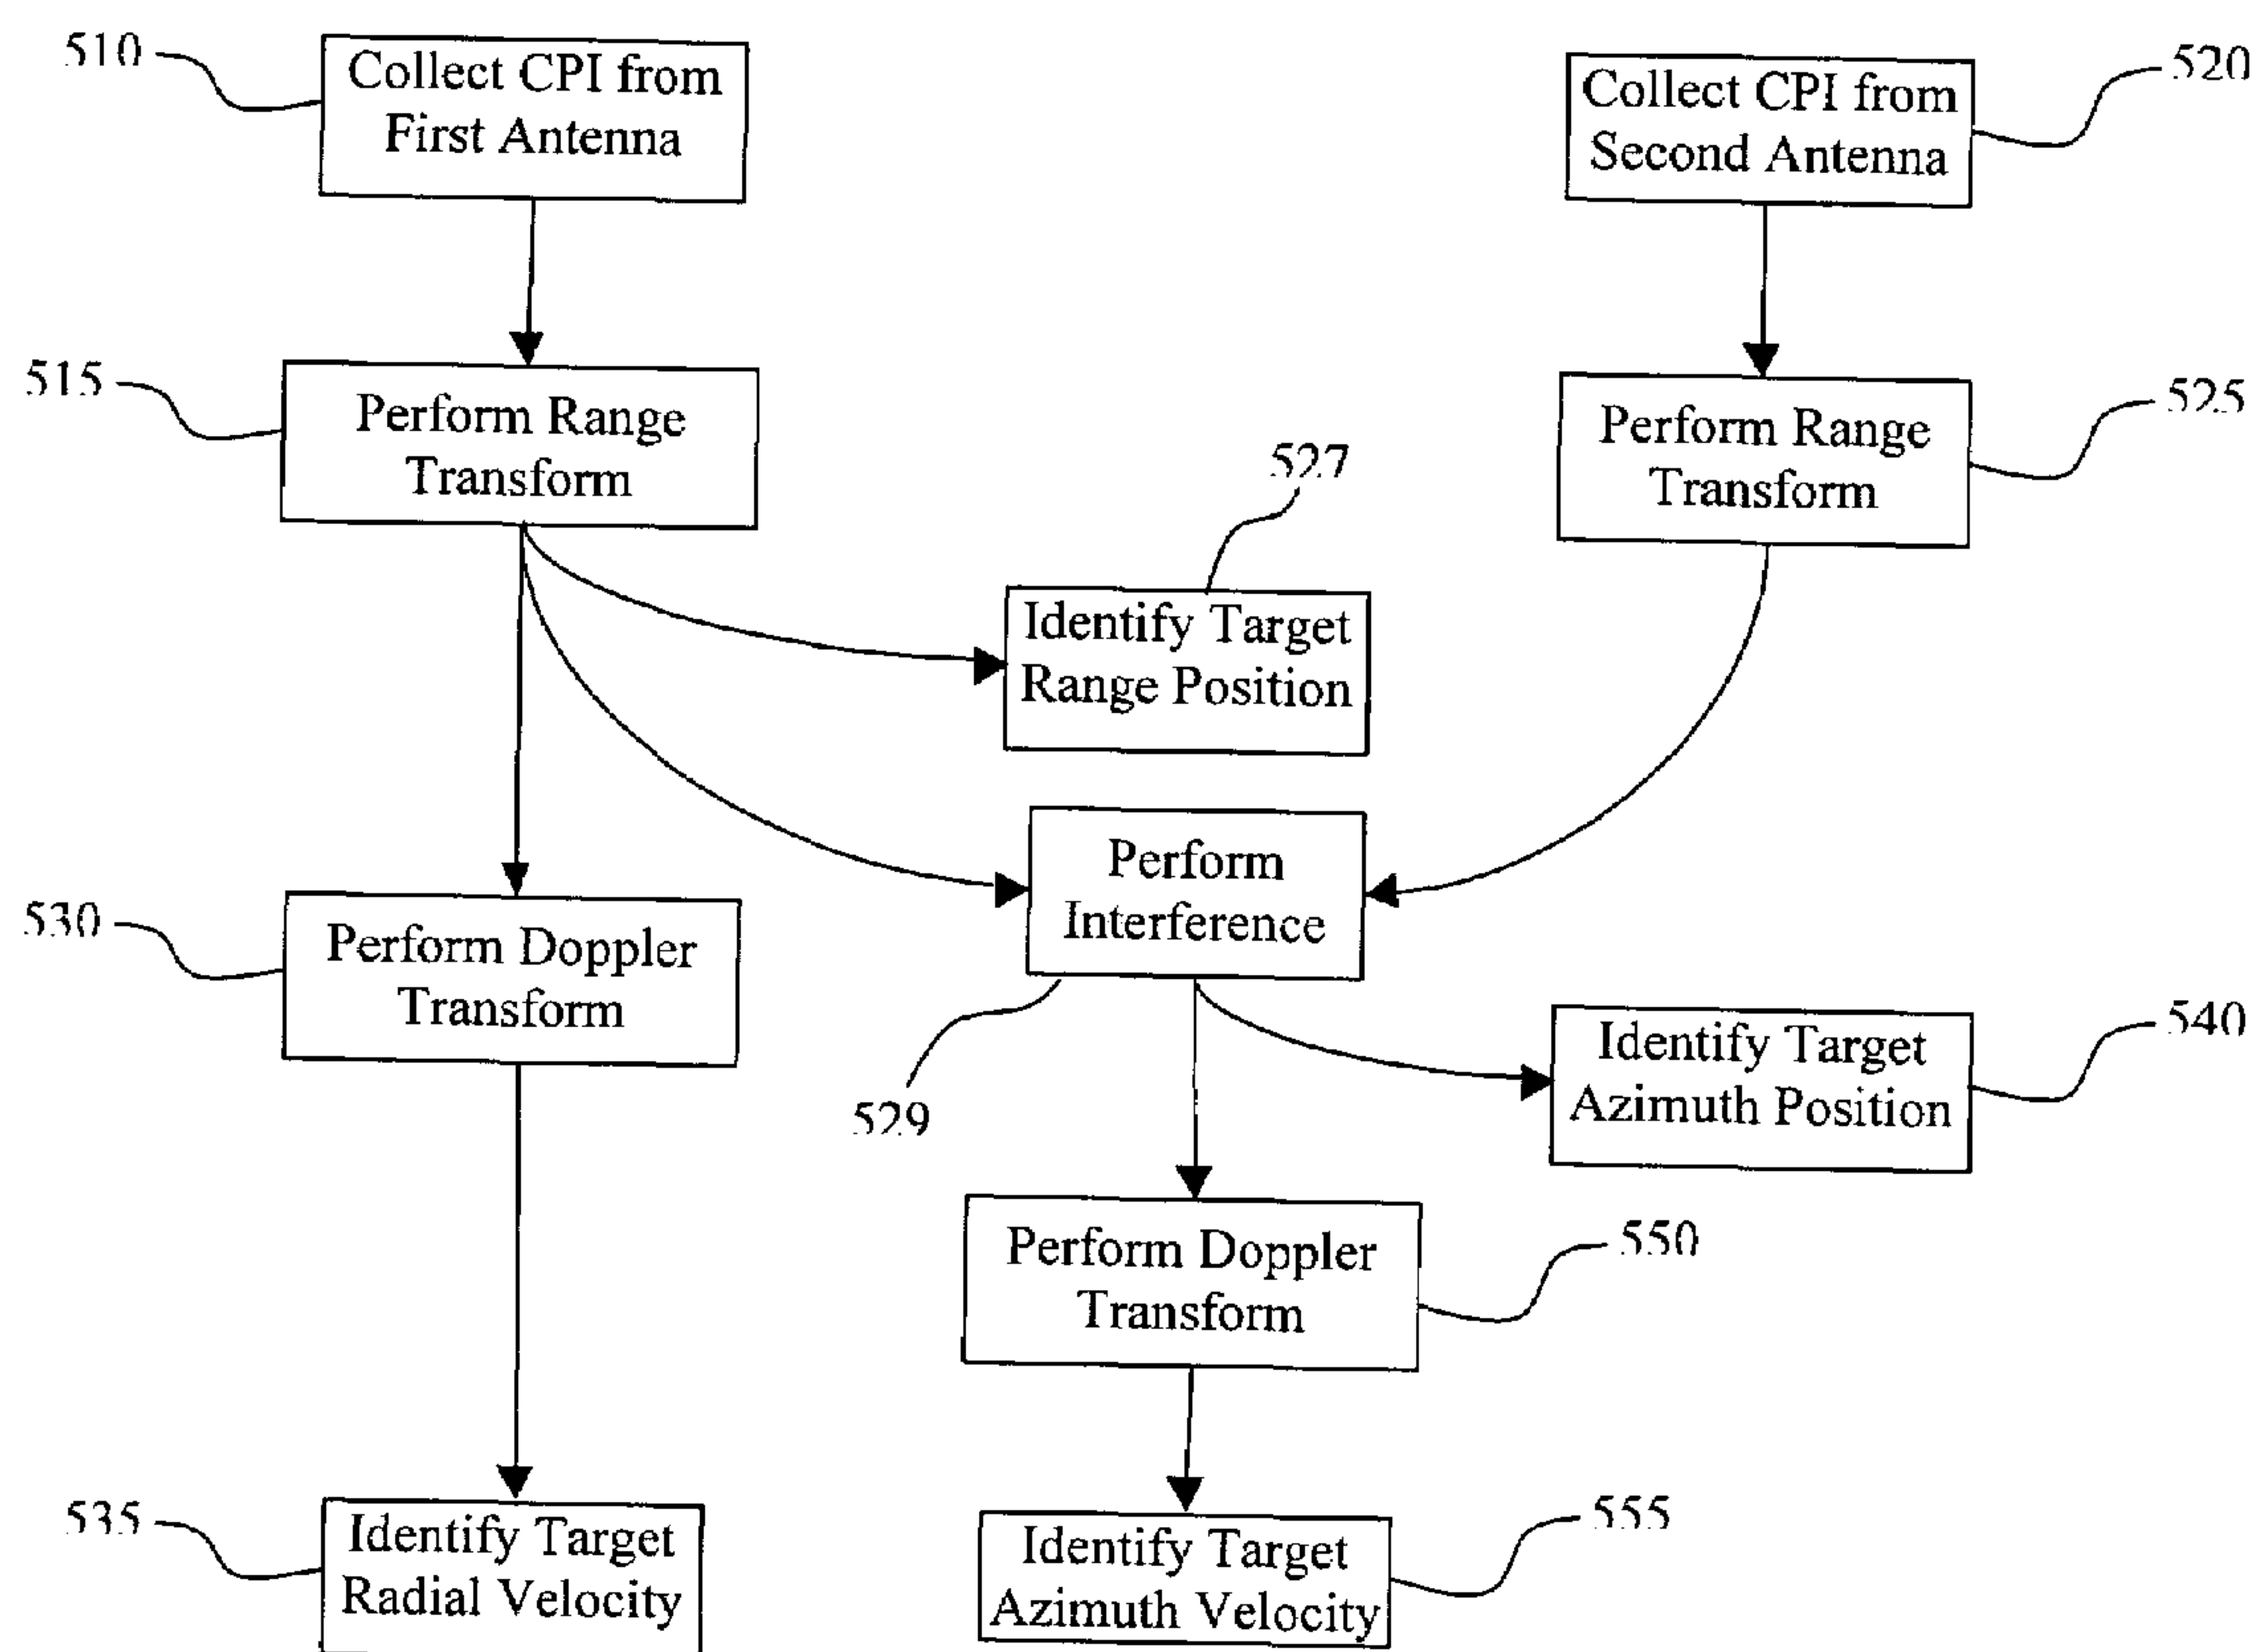 510
Collect CPI from
First Antenna
Collect CPI from
Second Antenna
520
515
Perform Range
Transform
527
Perform Range
Transform
525
Identify Target
Range Position
530
Perform Doppler
Transform
Perform
Interference
529
Identify Target
Azimuth Position
540
Perform Doppler
Transform
550
535
Identify Target
Radial Velocity
Identify Target
Azimuth Velocity
555